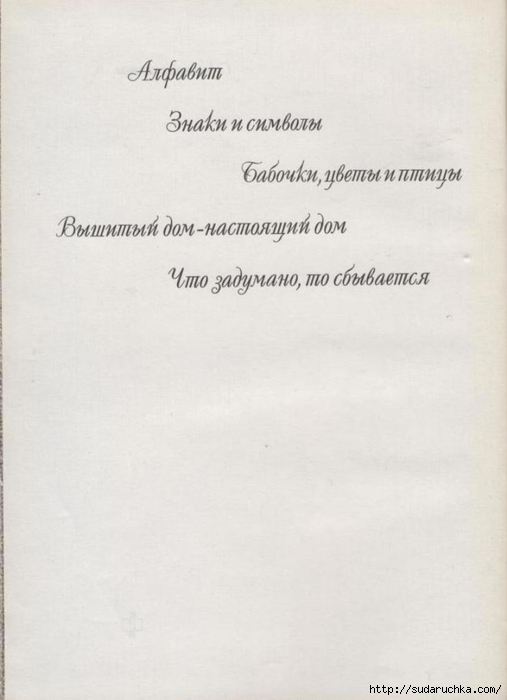 Алфавит
Знаки и символы
Бабочки, цветы и птицы
Вышитый дом-настоящий дом
Что задумано, то сбывается
http://sudaruchka.com/